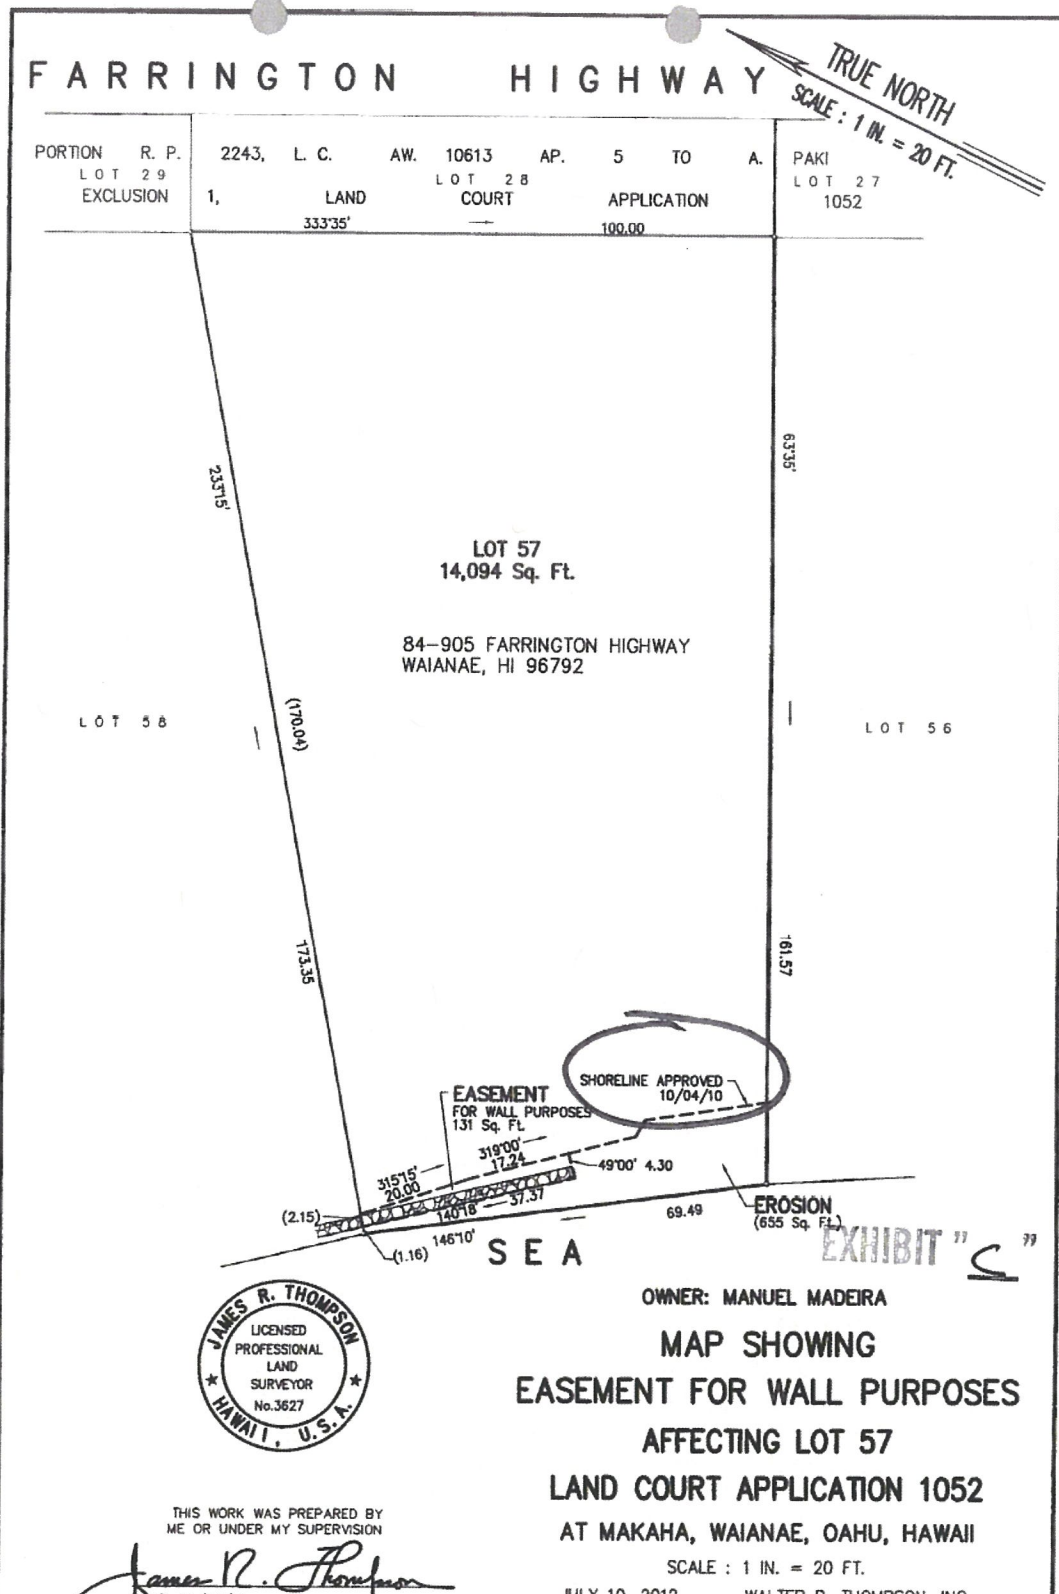 FARRINGTON HIGHWAY
TRUE NORTH
SCALE : 1 IN. = 20 FT.
PORTION R. P. 2243, L. C. AW. 10613 AP. 5 TO A. PAKI
LOT 29 LOT 28 LOT 27
EXCLUSION 1, LAND COURT APPLICATION 1052
333°35' 100.00
233°15'
63°35'
LOT 57
14,094 Sq. Ft.
84-905 FARRINGTON HIGHWAY
WAIANAE, HI 96792
LOT 58
(170.04)
LOT 56
173.35
161.57
SHORELINE APPROVED
10/04/10
EASEMENT
FOR WALL PURPOSES
131 Sq. Ft.
319°00'
17.24
315°15'
20.00
49°00' 4.30
(2.15)
140°18' 37.37
146°10'
69.49
(1.16)
EROSION
(655 Sq. Ft.)
SEA
EXHIBIT "C"
OWNER: MANUEL MADEIRA
MAP SHOWING
EASEMENT FOR WALL PURPOSES
AFFECTING LOT 57
LAND COURT APPLICATION 1052
AT MAKAHA, WAIANAE, OAHU, HAWAII
SCALE : 1 IN. = 20 FT.
JULY 10, 2012 WALTER P. THOMPSON, INC.
JAMES R. THOMPSON
LICENSED
PROFESSIONAL
LAND
SURVEYOR
No.3627
HAWAII, U.S.A.
THIS WORK WAS PREPARED BY
ME OR UNDER MY SUPERVISION
James R. Thompson